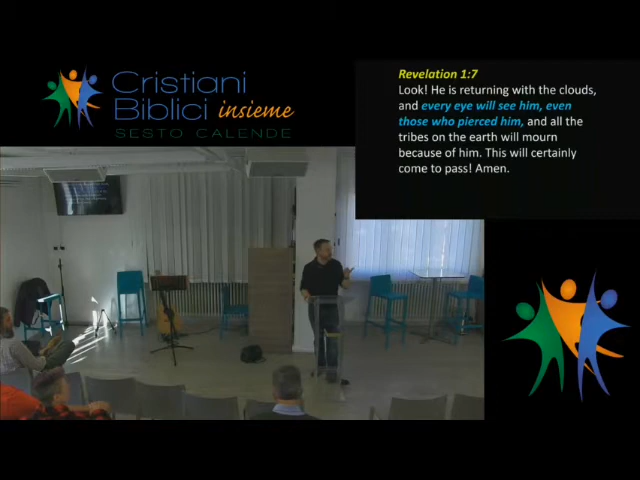 Cristiani
Biblici insieme
SESTO CALENDE
Revelation 1:7
Look! He is returning with the clouds,
and every eye will see him, even
those who pierced him, and all the
tribes on the earth will mourn
because of him. This will certainly
come to pass! Amen.